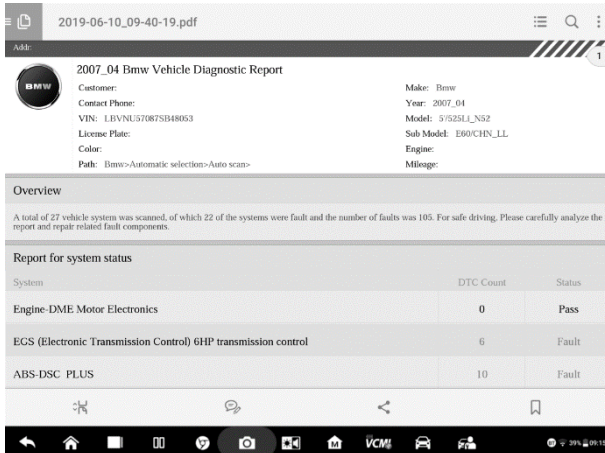 2019-06-10_09-40-19.pdf
Addr:
1
BMW
2007_04 Bmw Vehicle Diagnostic Report
Customer:
Make: Bmw
Contact Phone:
Year: 2007_04
VIN: LBVNU57087SB48053
Model: 5'/525Li_N52
License Plate:
Sub Model: E60/CHN_LL
Color:
Engine:
Path: Bmw>Automatic selection>Auto scan>
Mileage:
Overview
A total of 27 vehicle system was scanned, of which 22 of the systems were fault and the number of faults was 105. For safe driving. Please carefully analyze the
report and repair related fault components.
Report for system status
System DTC Count Status
Engine-DME Motor Electronics 0 Pass
EGS (Electronic Transmission Control) 6HP transmission control 6 Fault
ABS-DSC PLUS 10 Fault
M VCMI 39% 09:15